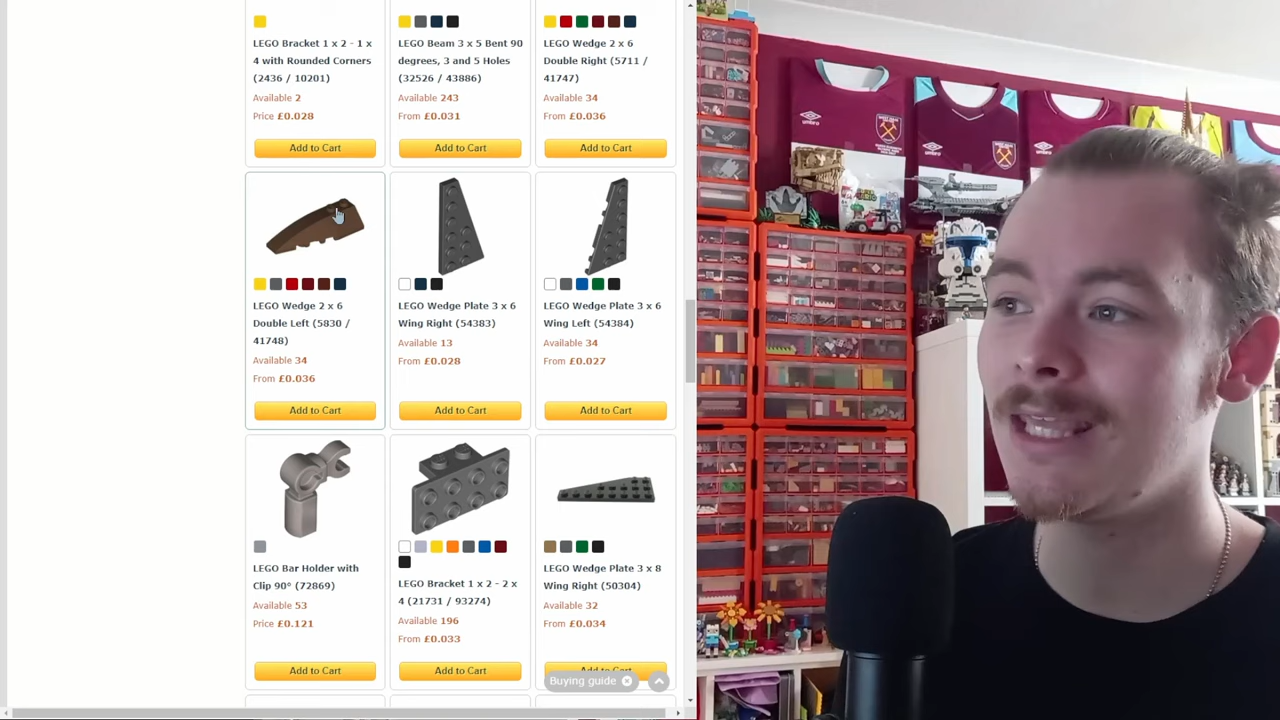 LEGO Bracket 1 x 2 - 1 x
4 with Rounded Corners
(2436 / 10201)
Available 2
Price £0.028
Add to Cart
LEGO Beam 3 x 5 Bent 90
degrees, 3 and 5 Holes
(32526 / 43886)
Available 243
From £0.031
Add to Cart
LEGO Wedge 2 x 6
Double Right (5711 /
41747)
Available 34
From £0.036
Add to Cart
LEGO Wedge 2 x 6
Double Left (5830 /
41748)
Available 34
From £0.036
Add to Cart
LEGO Wedge Plate 3 x 6
Wing Right (54383)
Available 13
From £0.028
Add to Cart
LEGO Wedge Plate 3 x 6
Wing Left (54384)
Available 34
From £0.027
Add to Cart
LEGO Bar Holder with
Clip 90° (72869)
Available 53
Price £0.121
Add to Cart
LEGO Bracket 1 x 2 - 2 x
4 (21731 / 93274)
Available 196
From £0.033
Add to Cart
LEGO Wedge Plate 3 x 8
Wing Right (50304)
Available 32
From £0.034
Add to Cart
Buying guide
umbro
umbro
umbro